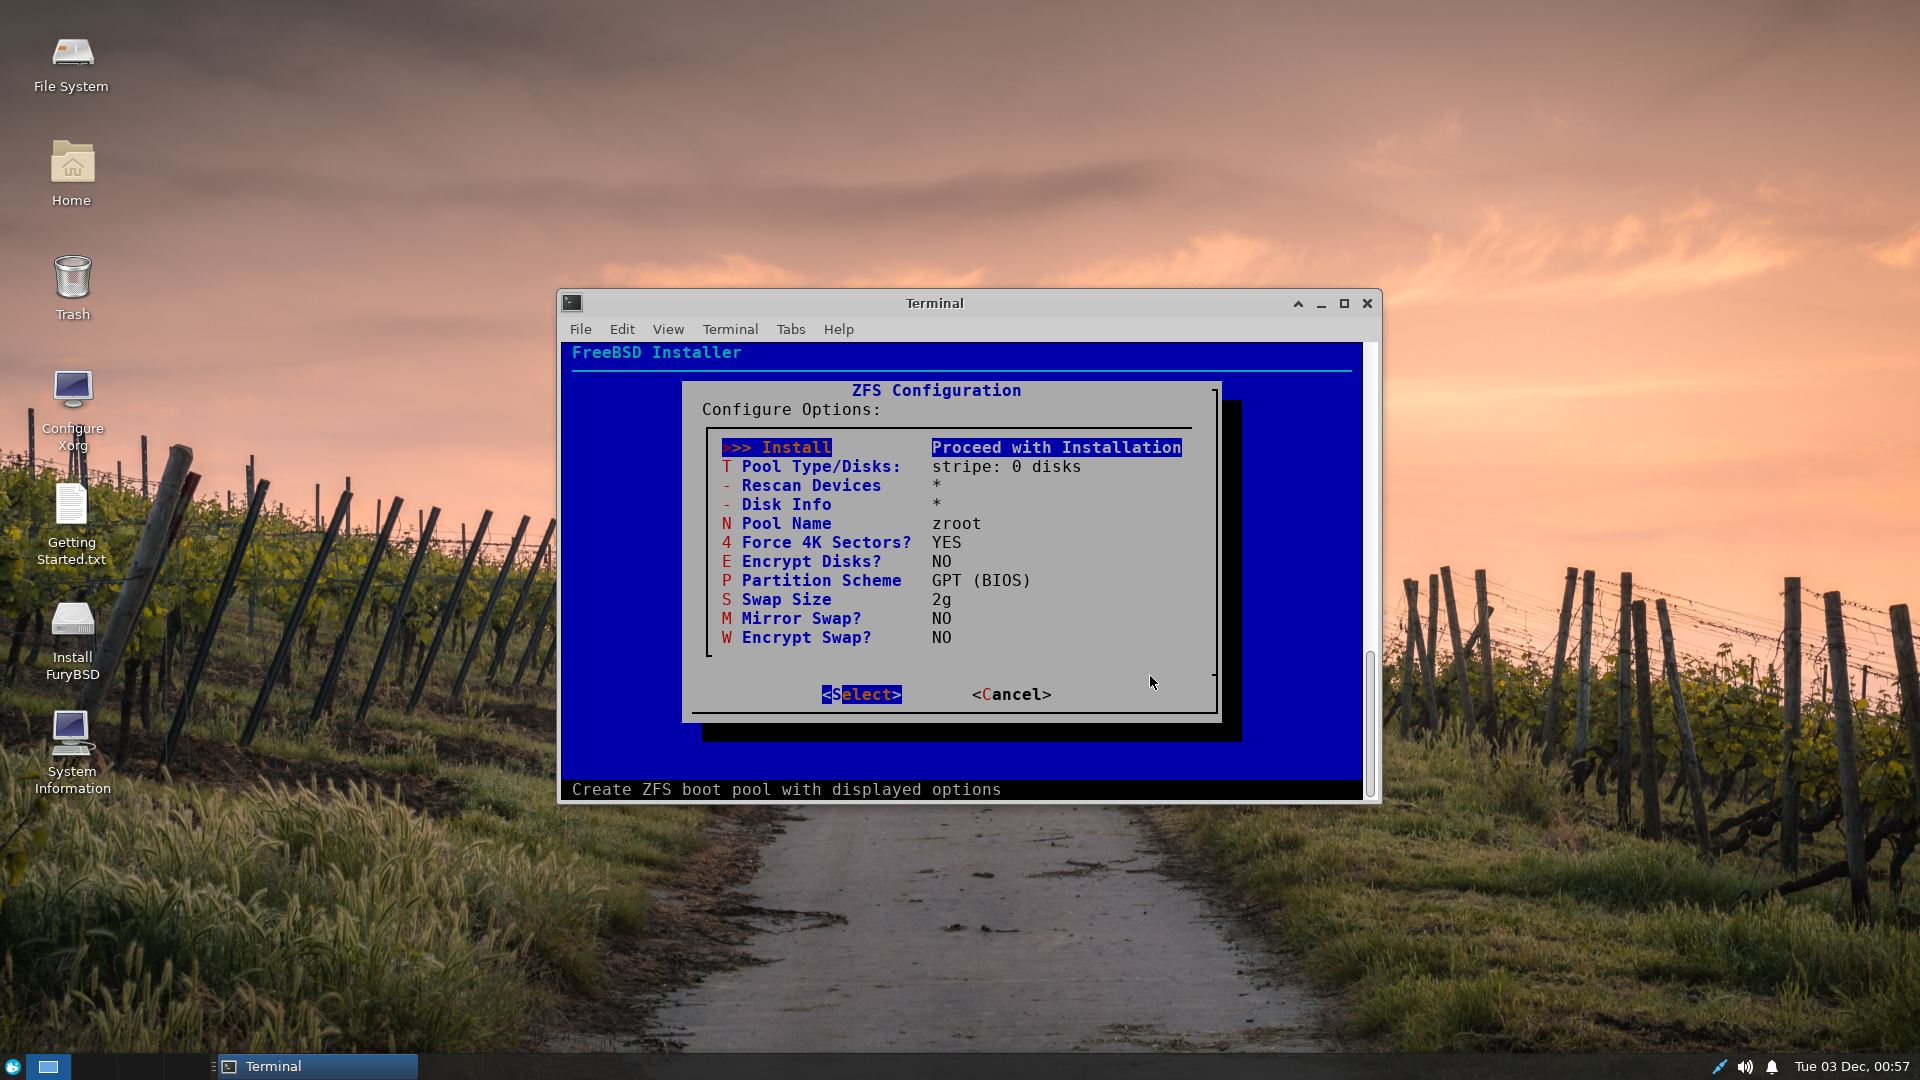 File System
Home
Trash
Configure
Xorg
Getting
Started.txt
Install
FuryBSD
System
Information
Terminal
File Edit View Terminal Tabs Help
FreeBSD Installer
ZFS Configuration
Configure Options:
>>> Install Proceed with Installation
T Pool Type/Disks: stripe: 0 disks
- Rescan Devices *
- Disk Info *
N Pool Name zroot
4 Force 4K Sectors? YES
E Encrypt Disks? NO
P Partition Scheme GPT (BIOS)
S Swap Size 2g
M Mirror Swap? NO
W Encrypt Swap? NO
<Select> <Cancel>
Create ZFS boot pool with displayed options
Terminal
Tue 03 Dec, 00:57